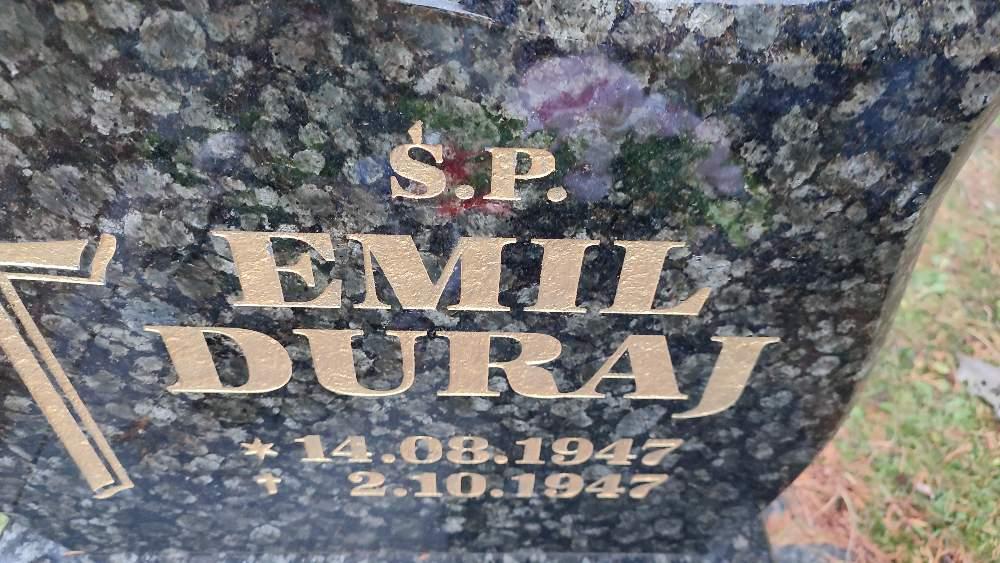 Ś.P.
EMIL
DURAJ
* 14.08.1947
✝ 2.10.1947